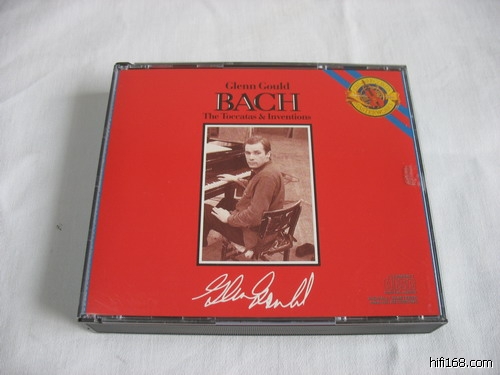 Glenn Gould
BACH
The Toccatas & Inventions
Glenn Gould
hifi168.com